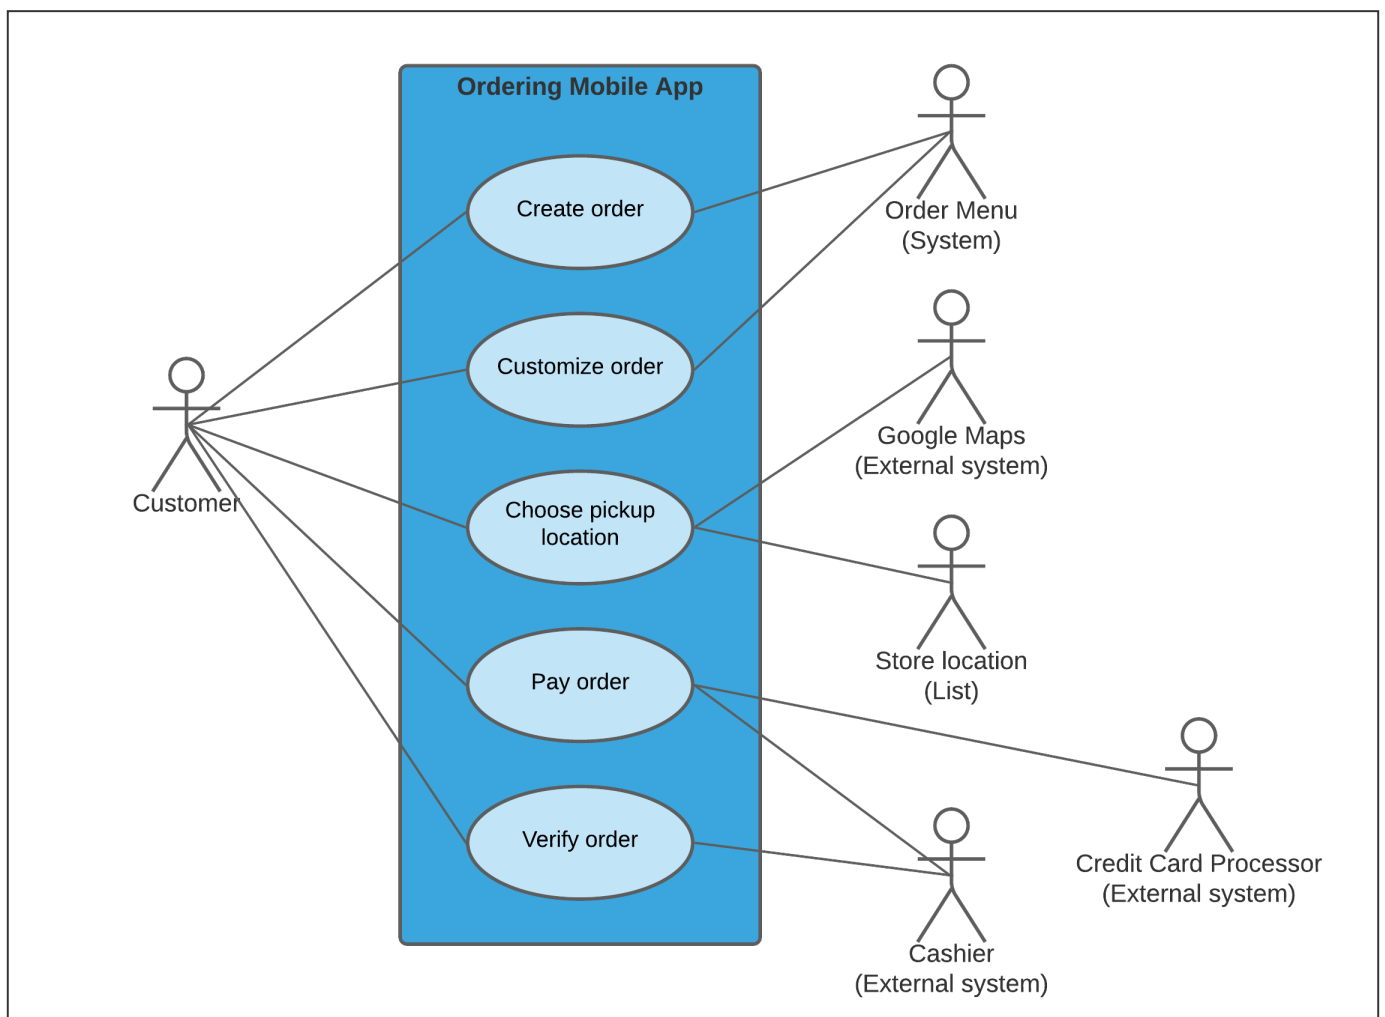 Ordering Mobile App
Create order
Customize order
Choose pickup
location
Pay order
Verify order
Customer
Order Menu
(System)
Google Maps
(External system)
Store location
(List)
Credit Card Processor
(External system)
Cashier
(External system)